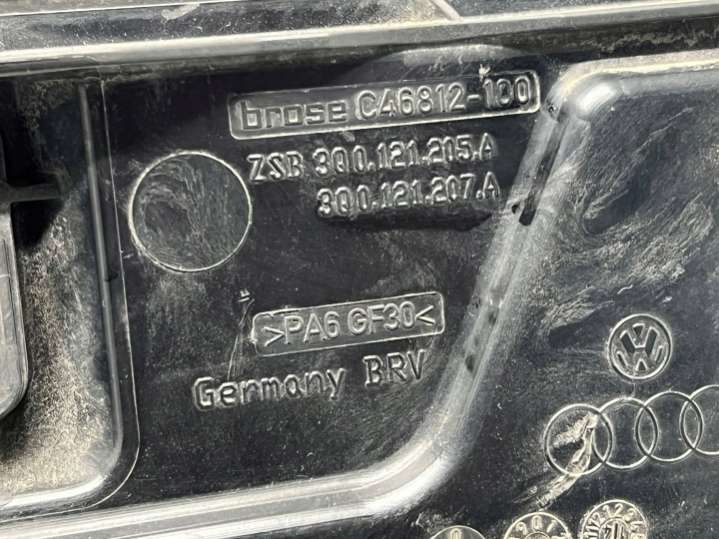 brose C46812-100
ZSB 3Q0.121.205.A
3Q0.121.207.A
>PA6 GF30<
Germany BRV